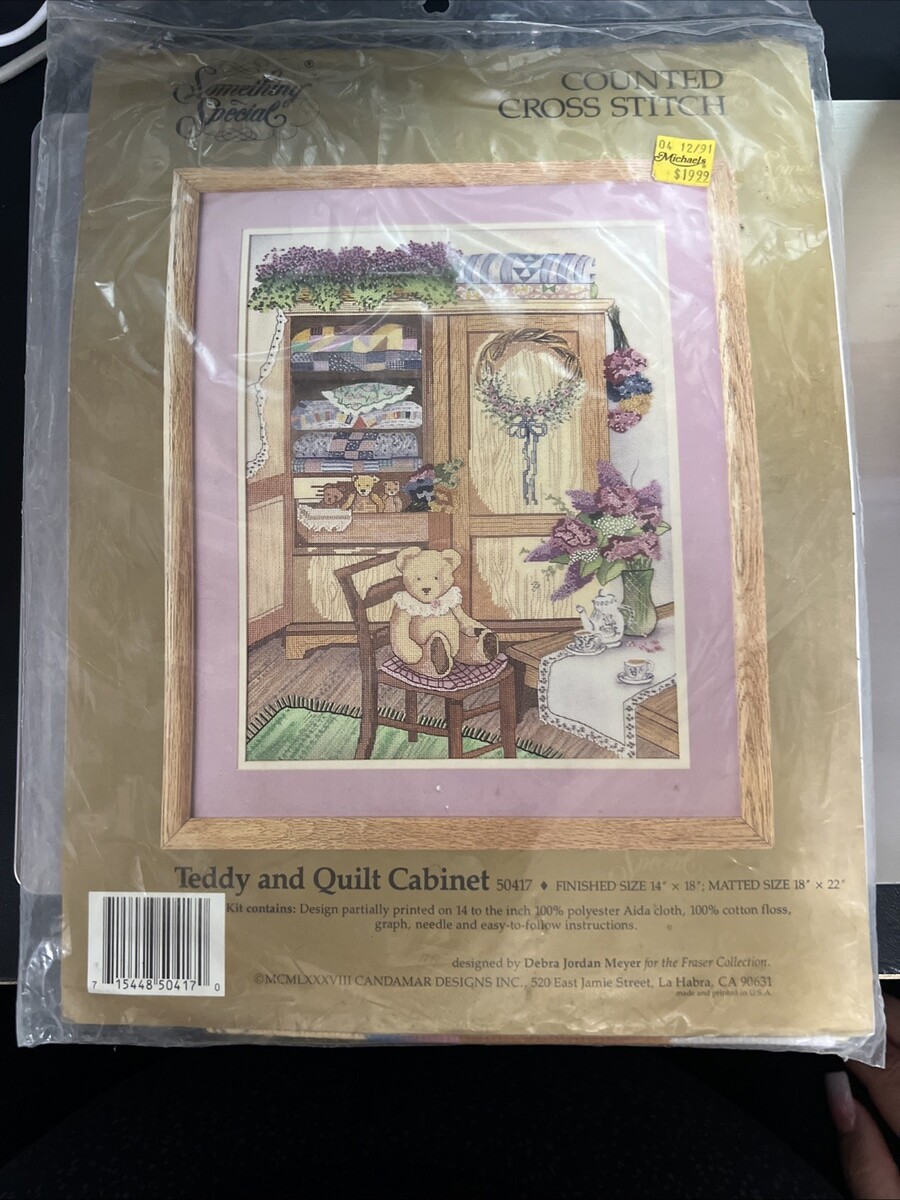 Something
Special®
COUNTED
CROSS STITCH
04 12/91
Michaels
$19.99
Teddy and Quilt Cabinet 50417 ♦ FINISHED SIZE 14" × 18"; MATTED SIZE 18" × 22"
Kit contains: Design partially printed on 14 to the inch 100% polyester Aida cloth, 100% cotton floss,
graph, needle and easy-to-follow instructions.
designed by Debra Jordan Meyer for the Fraser Collection.
©MCMLXXXVIII CANDAMAR DESIGNS INC., 520 East Jamie Street, La Habra, CA 90631
made and printed in U.S.A.
7 15448 50417 0